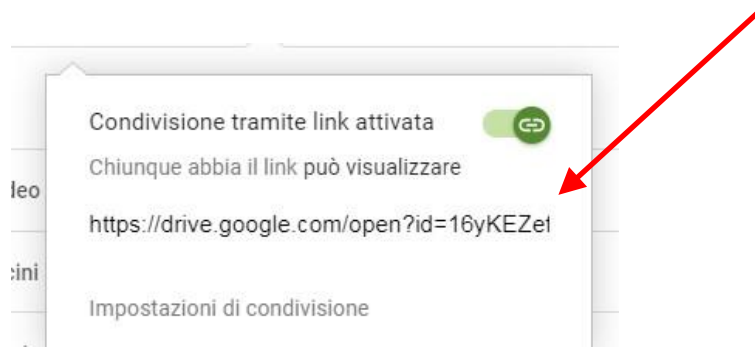 Condivisione tramite link attivata
Chiunque abbia il link può visualizzare
https://drive.google.com/open?id=16yKEZef
Impostazioni di condivisione